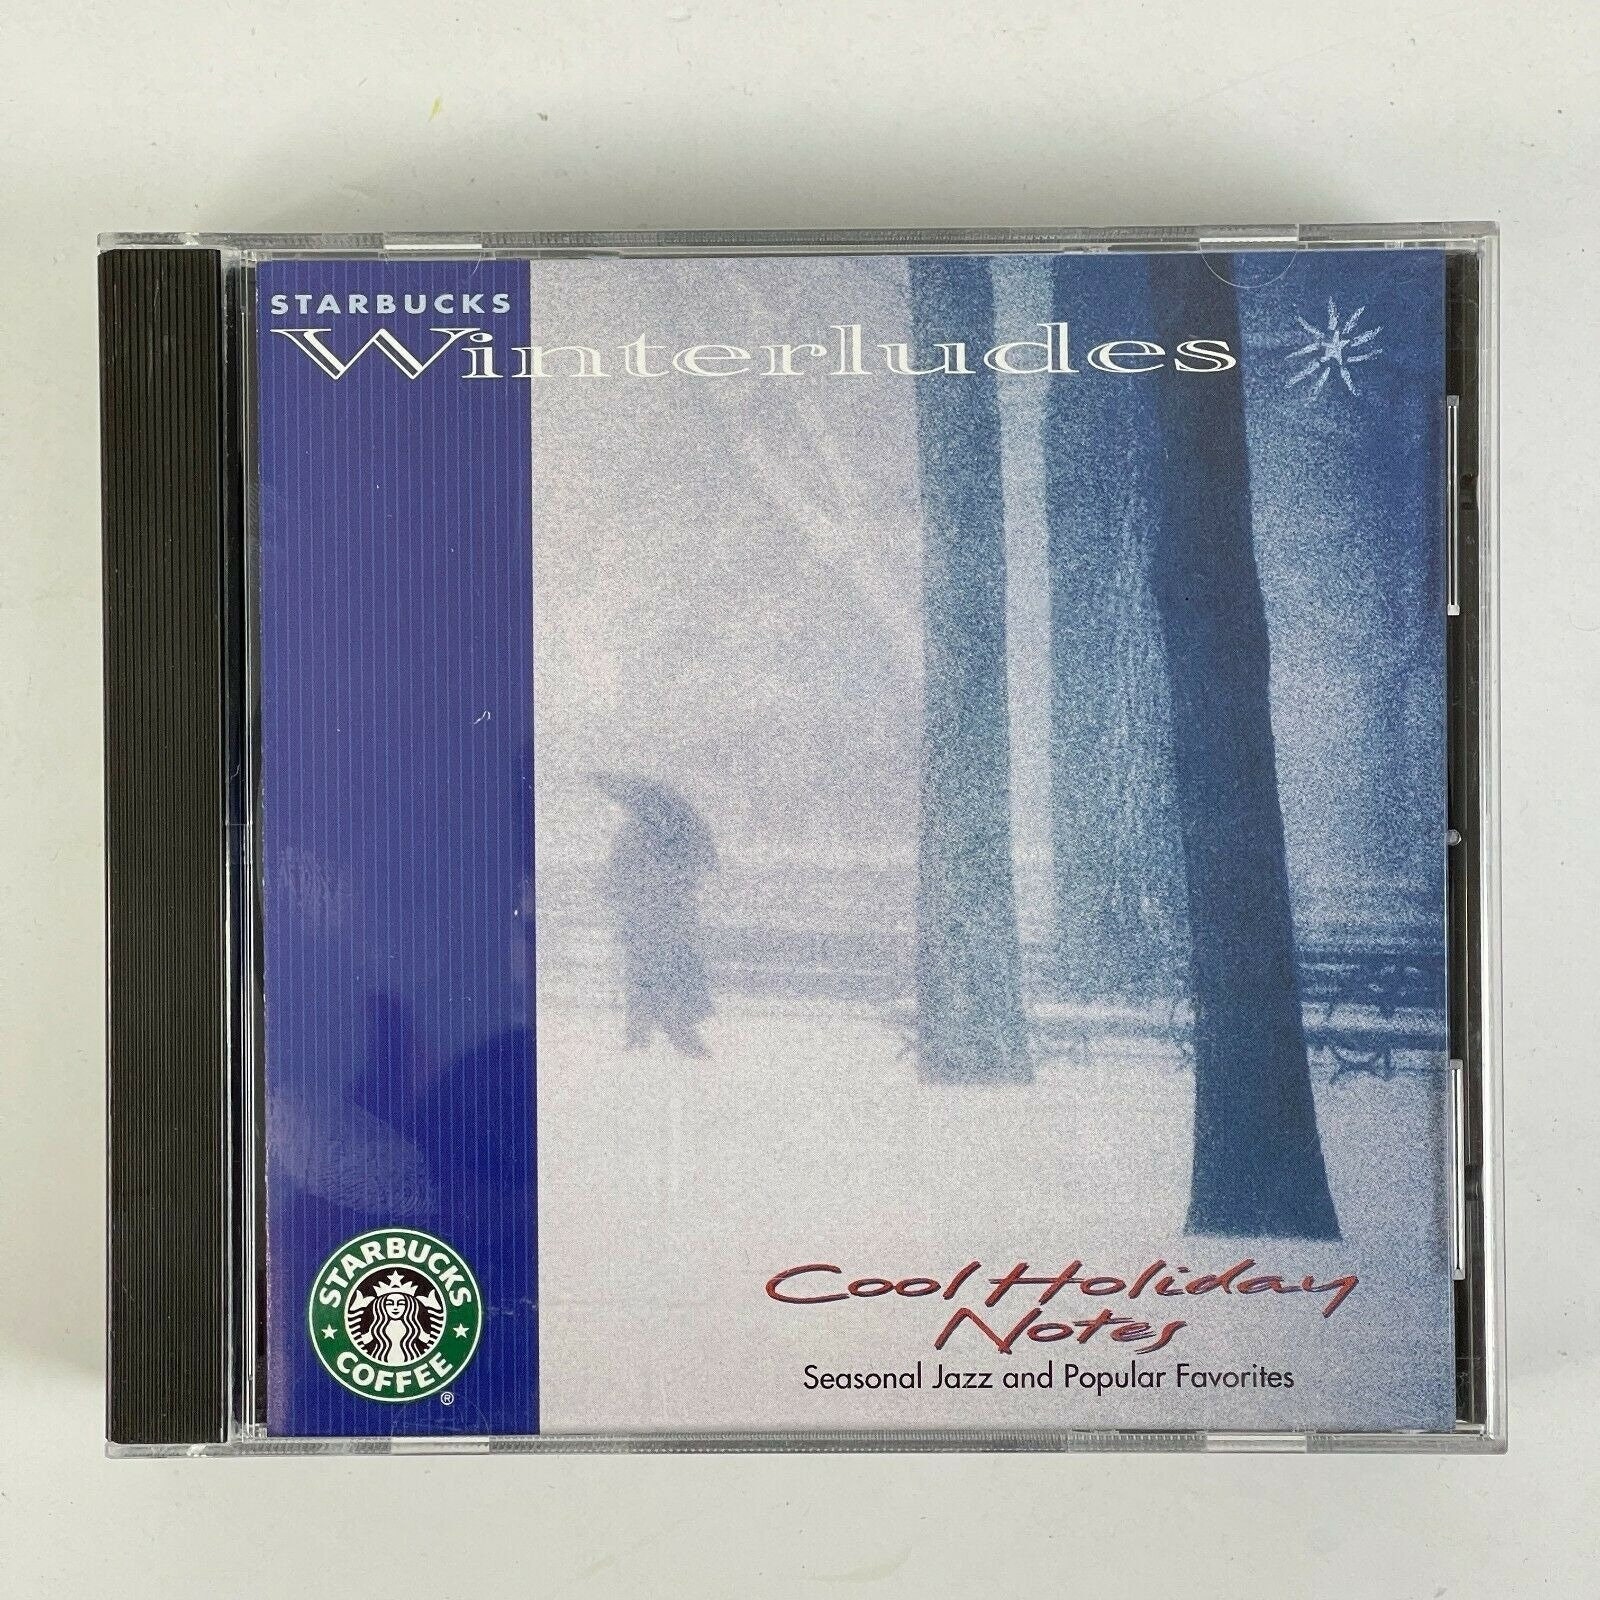 STARBUCKS
Winterludes
STARBUCKS
COFFEE
®
Cool Holiday
Notes
Seasonal Jazz and Popular Favorites